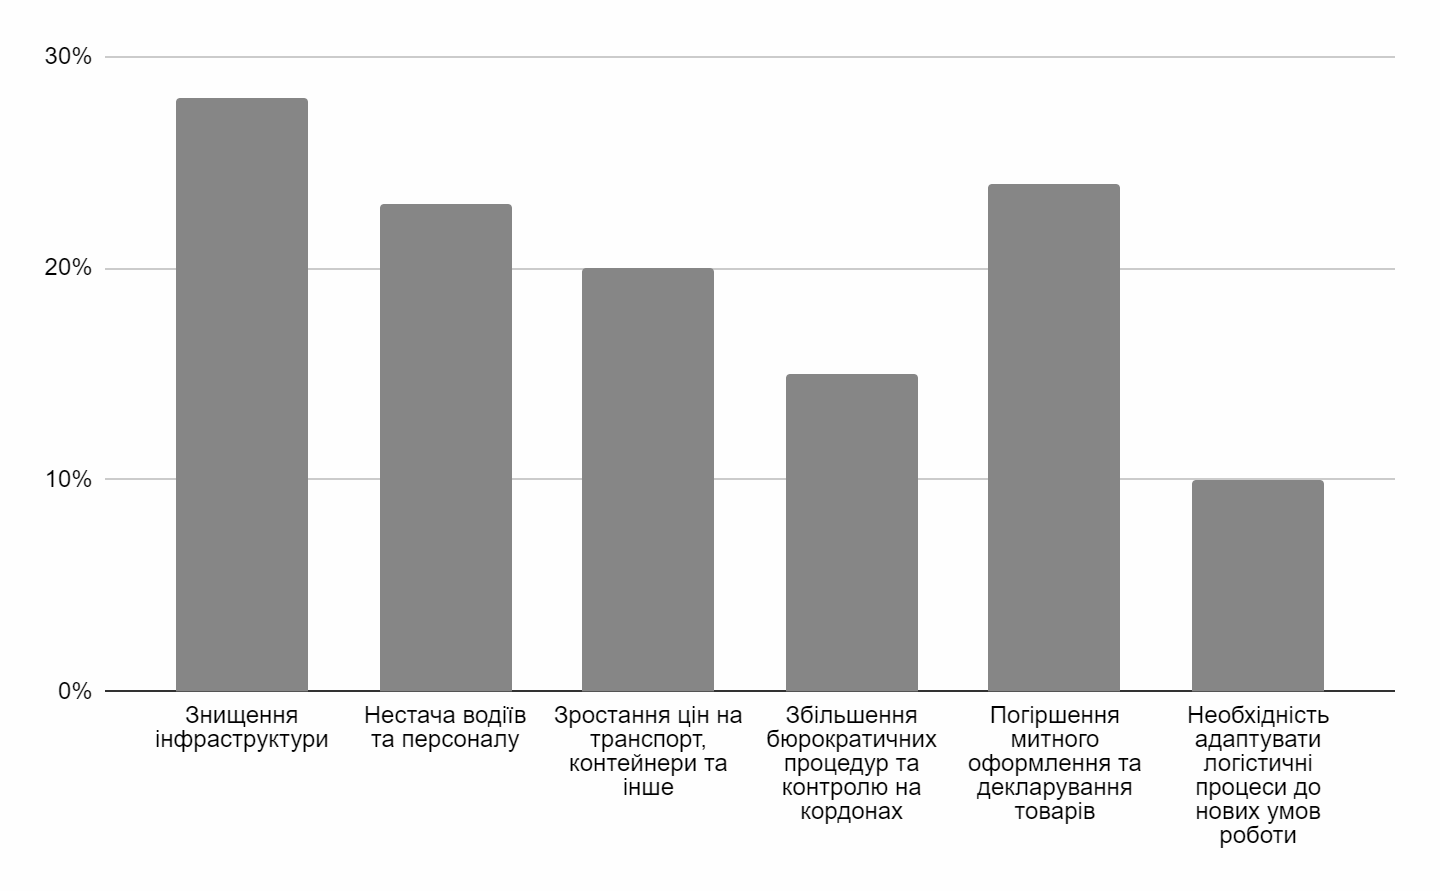 30%
20%
10%
0%
Знищення
інфраструктури
Нестача водіїв
та персоналу
Зростання цін на
транспорт,
контейнери та
інше
Збільшення
бюрократичних
процедур та
контролю на
кордонах
Погіршення
митного
оформлення та
декларування
товарів
Необхідність
адаптувати
логістичні
процеси до
нових умов
роботи